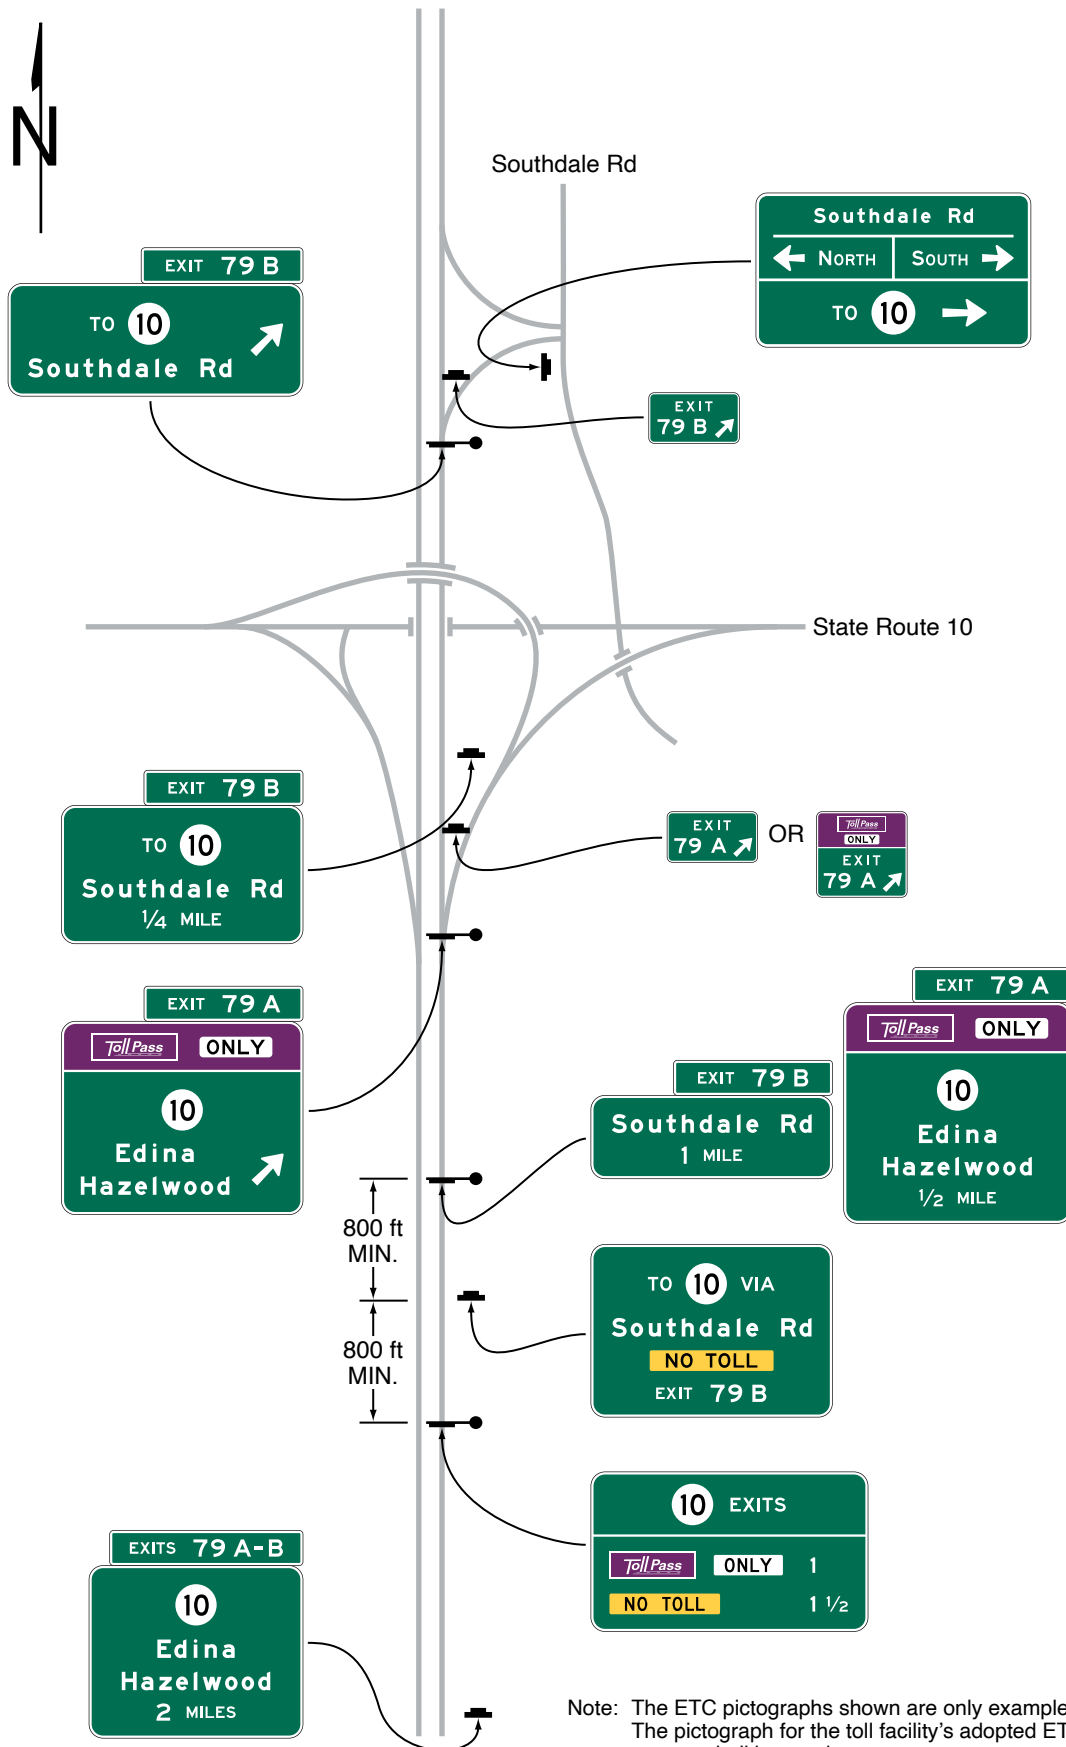 N
Southdale Rd
Southdale Rd
NORTH SOUTH
TO 10
EXIT 79 B
TO 10
Southdale Rd
EXIT
79 B
State Route 10
EXIT 79 B
TO 10
Southdale Rd
1/4 MILE
EXIT
79 A
OR
Toll Pass
ONLY
EXIT
79 A
EXIT 79 A
Toll Pass ONLY
10
Edina
Hazelwood
EXIT 79 A
Toll Pass ONLY
10
Edina
Hazelwood
1/2 MILE
EXIT 79 B
Southdale Rd
1 MILE
800 ft
MIN.
TO 10 VIA
Southdale Rd
NO TOLL
EXIT 79 B
800 ft
MIN.
10 EXITS
Toll Pass ONLY 1
NO TOLL 1 1/2
EXITS 79 A-B
10
Edina
Hazelwood
2 MILES
Note: The ETC pictographs shown are only example
The pictograph for the toll facility's adopted ET